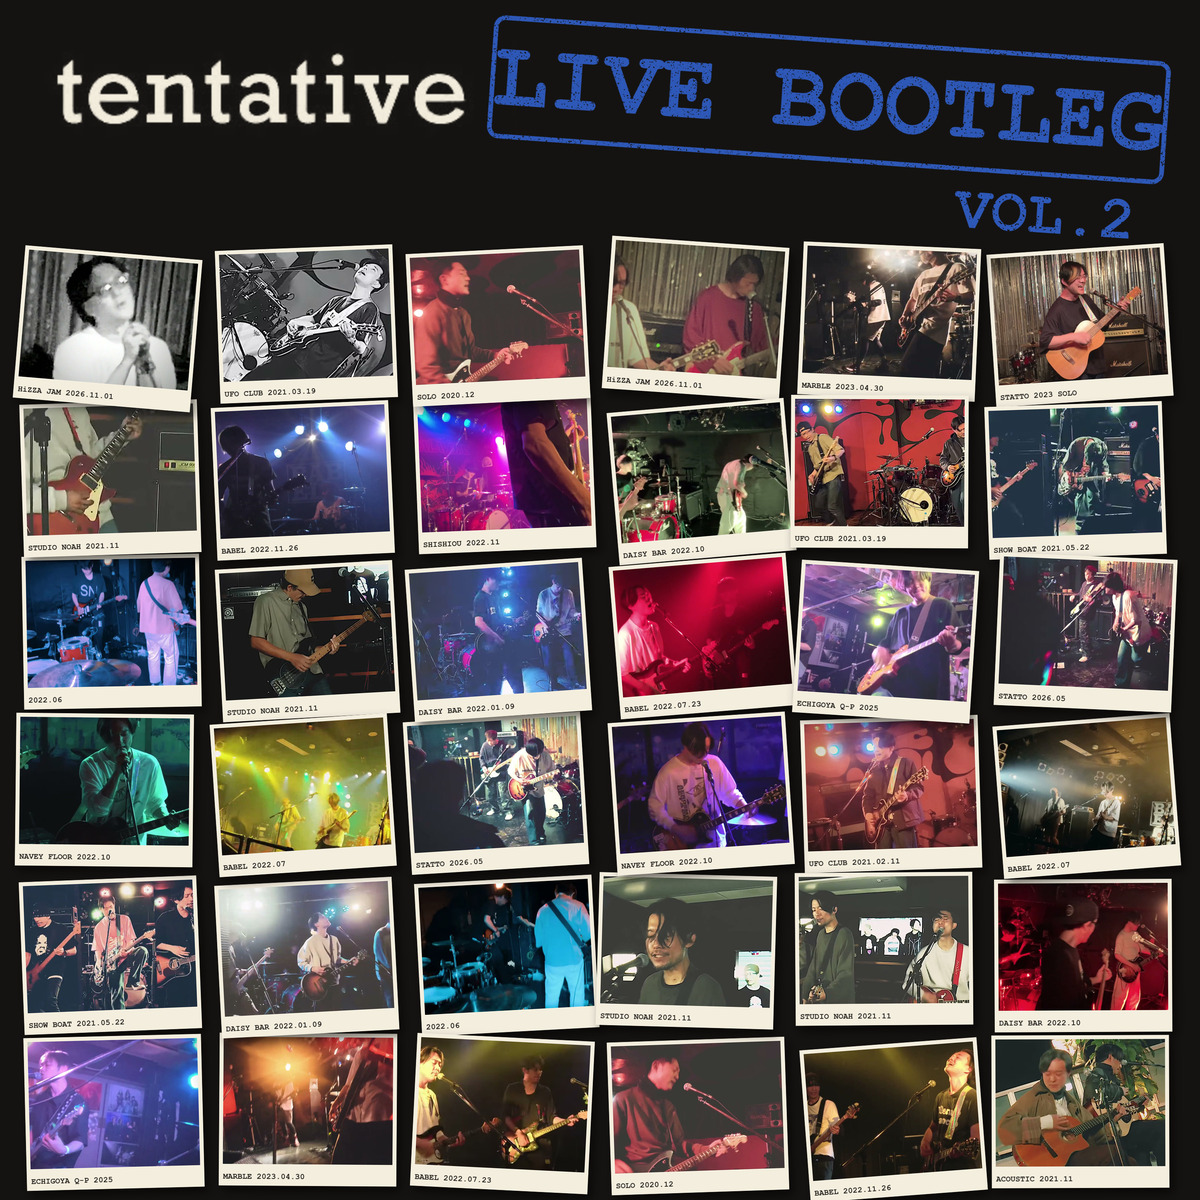 tentative
LIVE BOOTLEG
VOL.2
HiZZA JAM 2026.11.01
UFO CLUB 2021.03.19
SOLO 2020.12
HiZZA JAM 2026.11.01
MARBLE 2023.04.30
STATTO 2023 SOLO
Marshall
Marshall
STUDIO NOAH 2021.11
BABEL 2022.11.26
SHISHIOU 2022.11
DAISY BAR 2022.10
UFO CLUB 2021.03.19
SHOW BOAT 2021.05.22
2022.06
STUDIO NOAH 2021.11
DAISY BAR 2022.01.09
BABEL 2022.07.23
ECHIGOYA Q-P 2025
STATTO 2026.05
NAVEY FLOOR 2022.10
BABEL 2022.07
STATTO 2026.05
NAVEY FLOOR 2022.10
UFO CLUB 2021.02.11
BABEL 2022.07
SHOW BOAT 2021.05.22
DAISY BAR 2022.01.09
2022.06
STUDIO NOAH 2021.11
STUDIO NOAH 2021.11
DAISY BAR 2022.10
ECHIGOYA Q-P 2025
MARBLE 2023.04.30
BABEL 2022.07.23
SOLO 2020.12
BABEL 2022.11.26
ACOUSTIC 2021.11